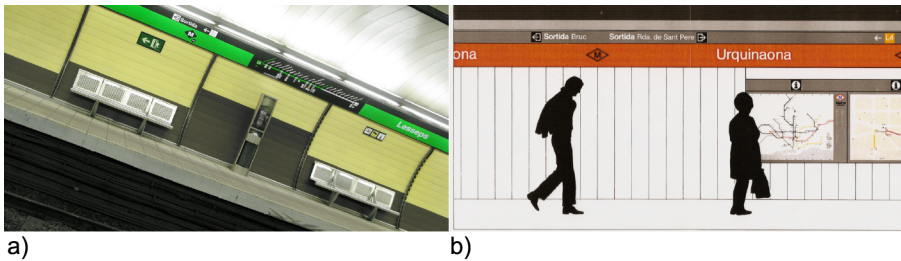 Sortida
M
Lesseps
a)
Sortida Bruc
Sortida Rda. de Sant Pere
L4
ona
M
Urquinaona
b)